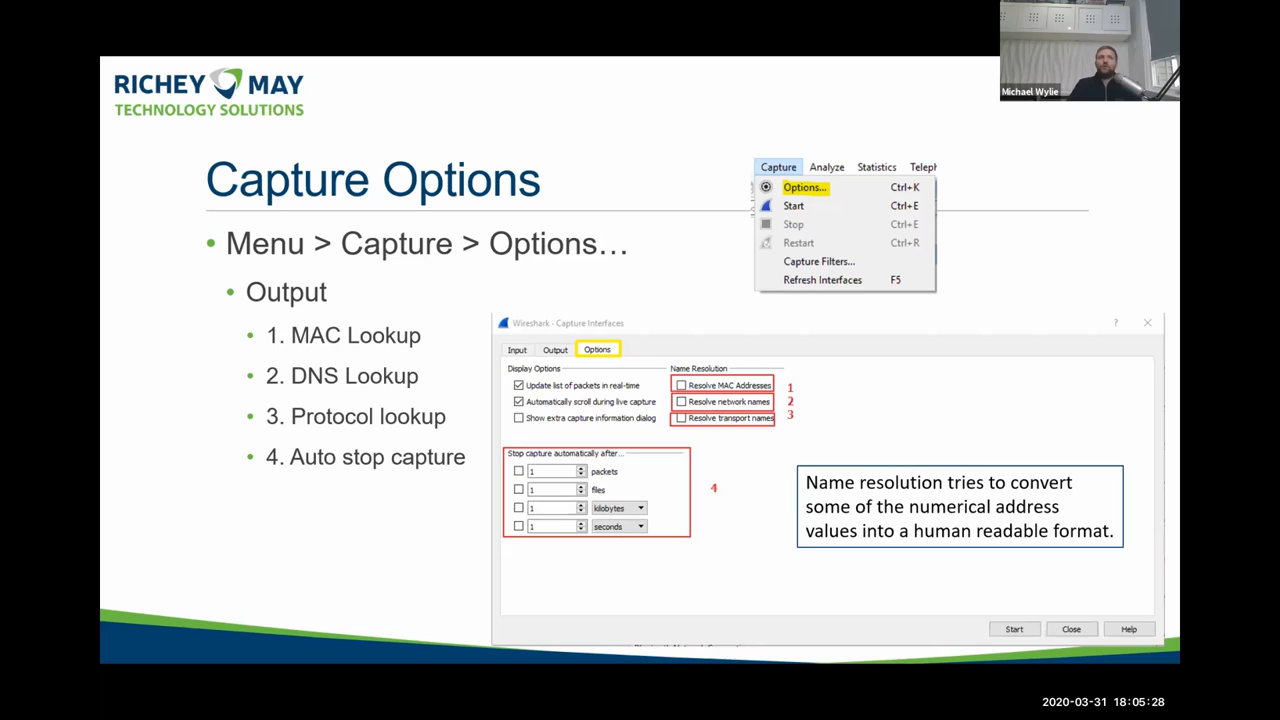 Michael Wylie
RICHEY MAY
TECHNOLOGY SOLUTIONS
Capture Options
• Menu > Capture > Options…
• Output
• 1. MAC Lookup
• 2. DNS Lookup
• 3. Protocol lookup
• 4. Auto stop capture
Capture Analyze Statistics Teleph
Options... Ctrl+K
Start Ctrl+E
Stop Ctrl+E
Restart Ctrl+R
Capture Filters...
Refresh Interfaces F5
Wireshark - Capture Interfaces ?
Input Output Options
Display Options
Update list of packets in real-time
Automatically scroll during live capture
Show extra capture information dialog
Name Resolution
Resolve MAC Addresses 1
Resolve network names 2
Resolve transport names 3
Stop capture automatically after...
1 packets
1 files
1 kilobytes
1 seconds
4
Name resolution tries to convert
some of the numerical address
values into a human readable format.
Start Close Help
2020-03-31 18:05:28